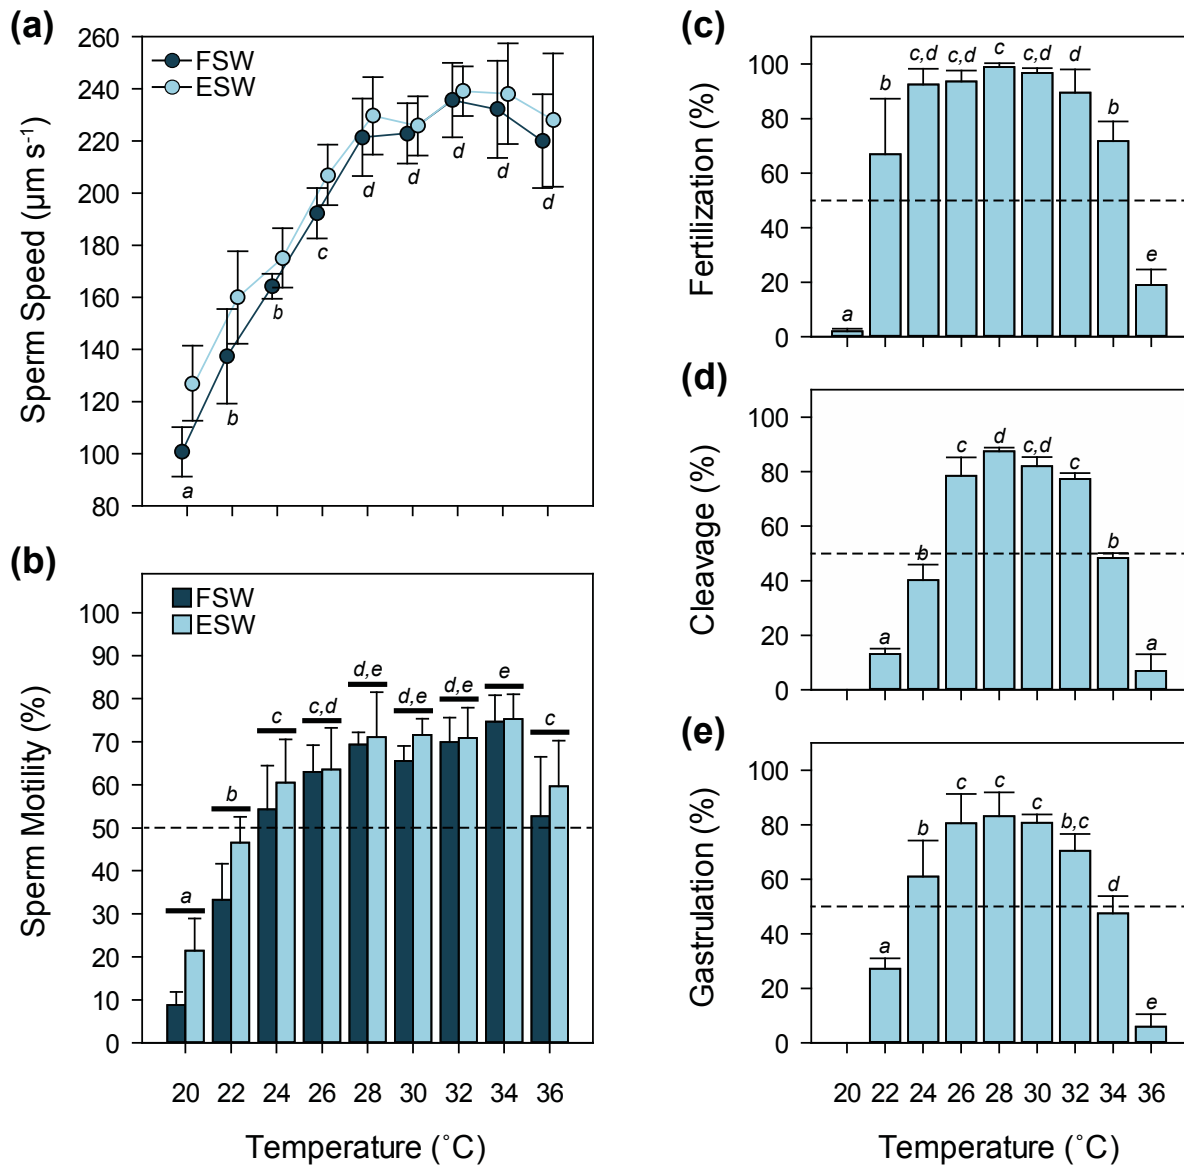 (a)
Sperm Speed (µm s⁻¹)
260
240
220
200
180
160
140
120
100
80
FSW
ESW
a
b
b
c
d
d
d
d
d
(b)
Sperm Motility (%)
100
90
80
70
60
50
40
30
20
10
0
FSW
ESW
a
b
c
c,d
d,e
d,e
d,e
e
c
20 22 24 26 28 30 32 34 36
Temperature (˚C)
(c)
Fertilization (%)
100
80
60
40
20
0
a
b
c,d
c,d
c
c,d
d
b
e
(d)
Cleavage (%)
100
80
60
40
20
0
a
b
c
d
c,d
c
b
a
(e)
Gastrulation (%)
100
80
60
40
20
0
a
b
c
c
c
b,c
d
e
20 22 24 26 28 30 32 34 36
Temperature (˚C)